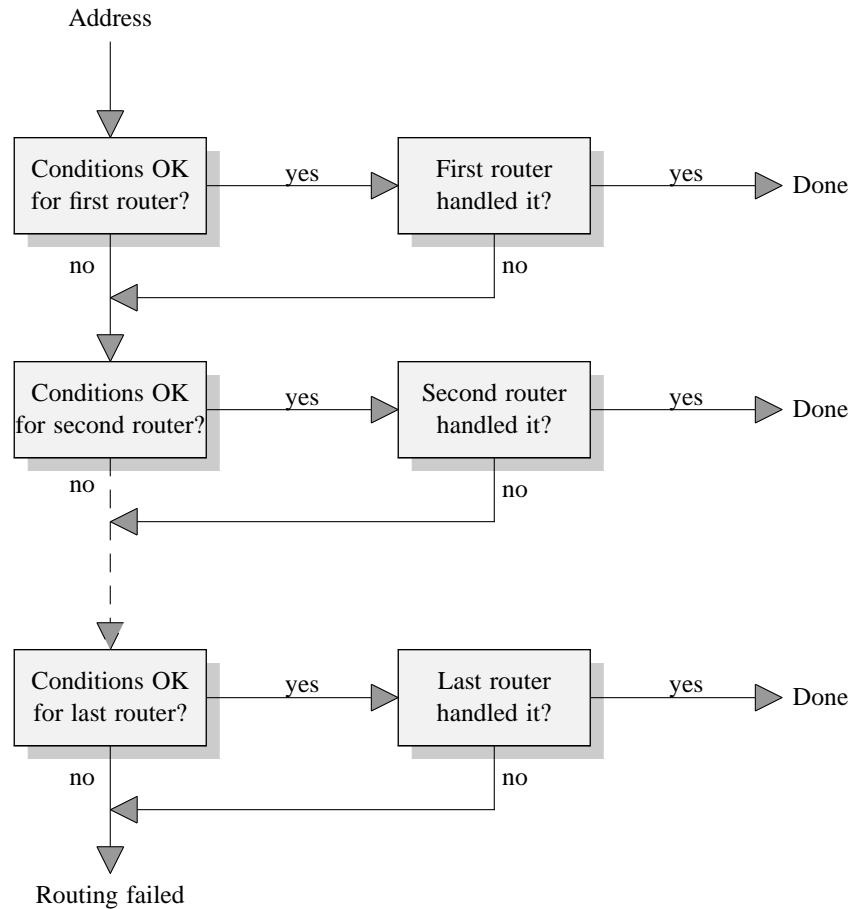 Address
Conditions OK
for first router?
yes
First router
handled it?
yes
Done
no
no
Conditions OK
for second router?
yes
Second router
handled it?
yes
Done
no
no
Conditions OK
for last router?
yes
Last router
handled it?
yes
Done
no
no
Routing failed